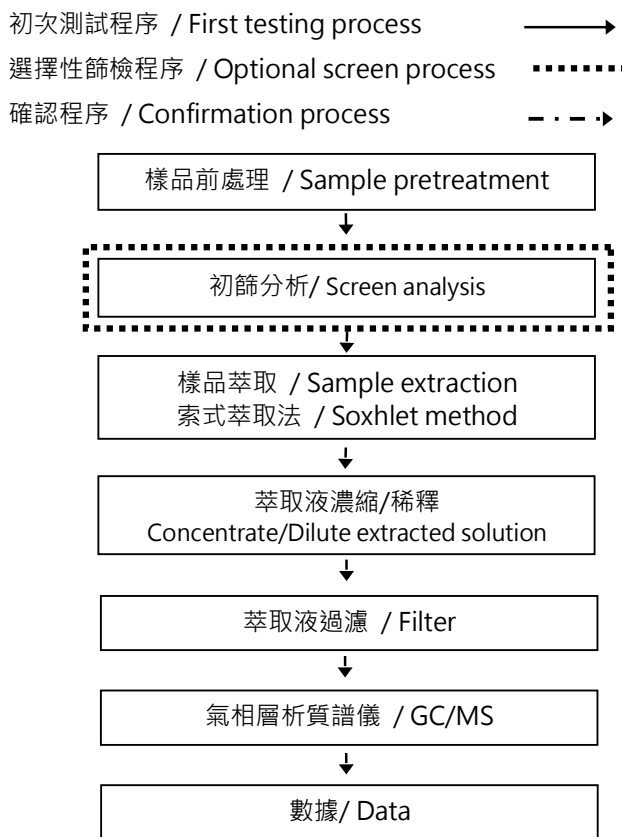 初次測試程序 / First testing process
選擇性篩檢程序 / Optional screen process
確認程序 / Confirmation process
樣品前處理 / Sample pretreatment
初篩分析/ Screen analysis
樣品萃取 / Sample extraction
索式萃取法 / Soxhlet method
萃取液濃縮/稀釋
Concentrate/Dilute extracted solution
萃取液過濾 / Filter
氣相層析質譜儀 / GC/MS
數據/ Data